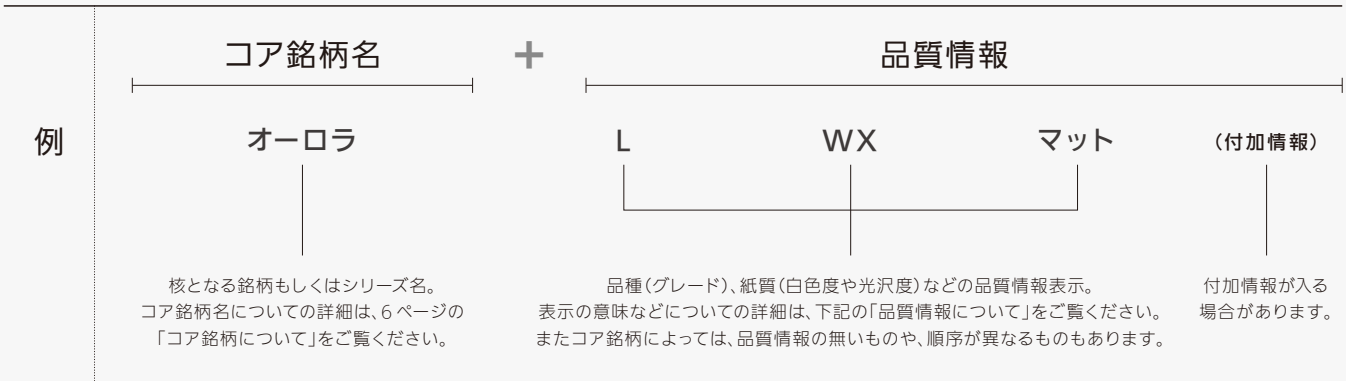 コア銘柄名 + 品質情報
例
オーロラ L WX マット (付加情報)
核となる銘柄もしくはシリーズ名。
コア銘柄名についての詳細は、6ページの
「コア銘柄について」をご覧ください。
品種(グレード)、紙質(白色度や光沢度)などの品質情報表示。
表示の意味などについての詳細は、下記の「品質情報について」をご覧ください。
またコア銘柄によっては、品質情報の無いものや、順序が異なるものもあります。
付加情報が入る
場合があります。